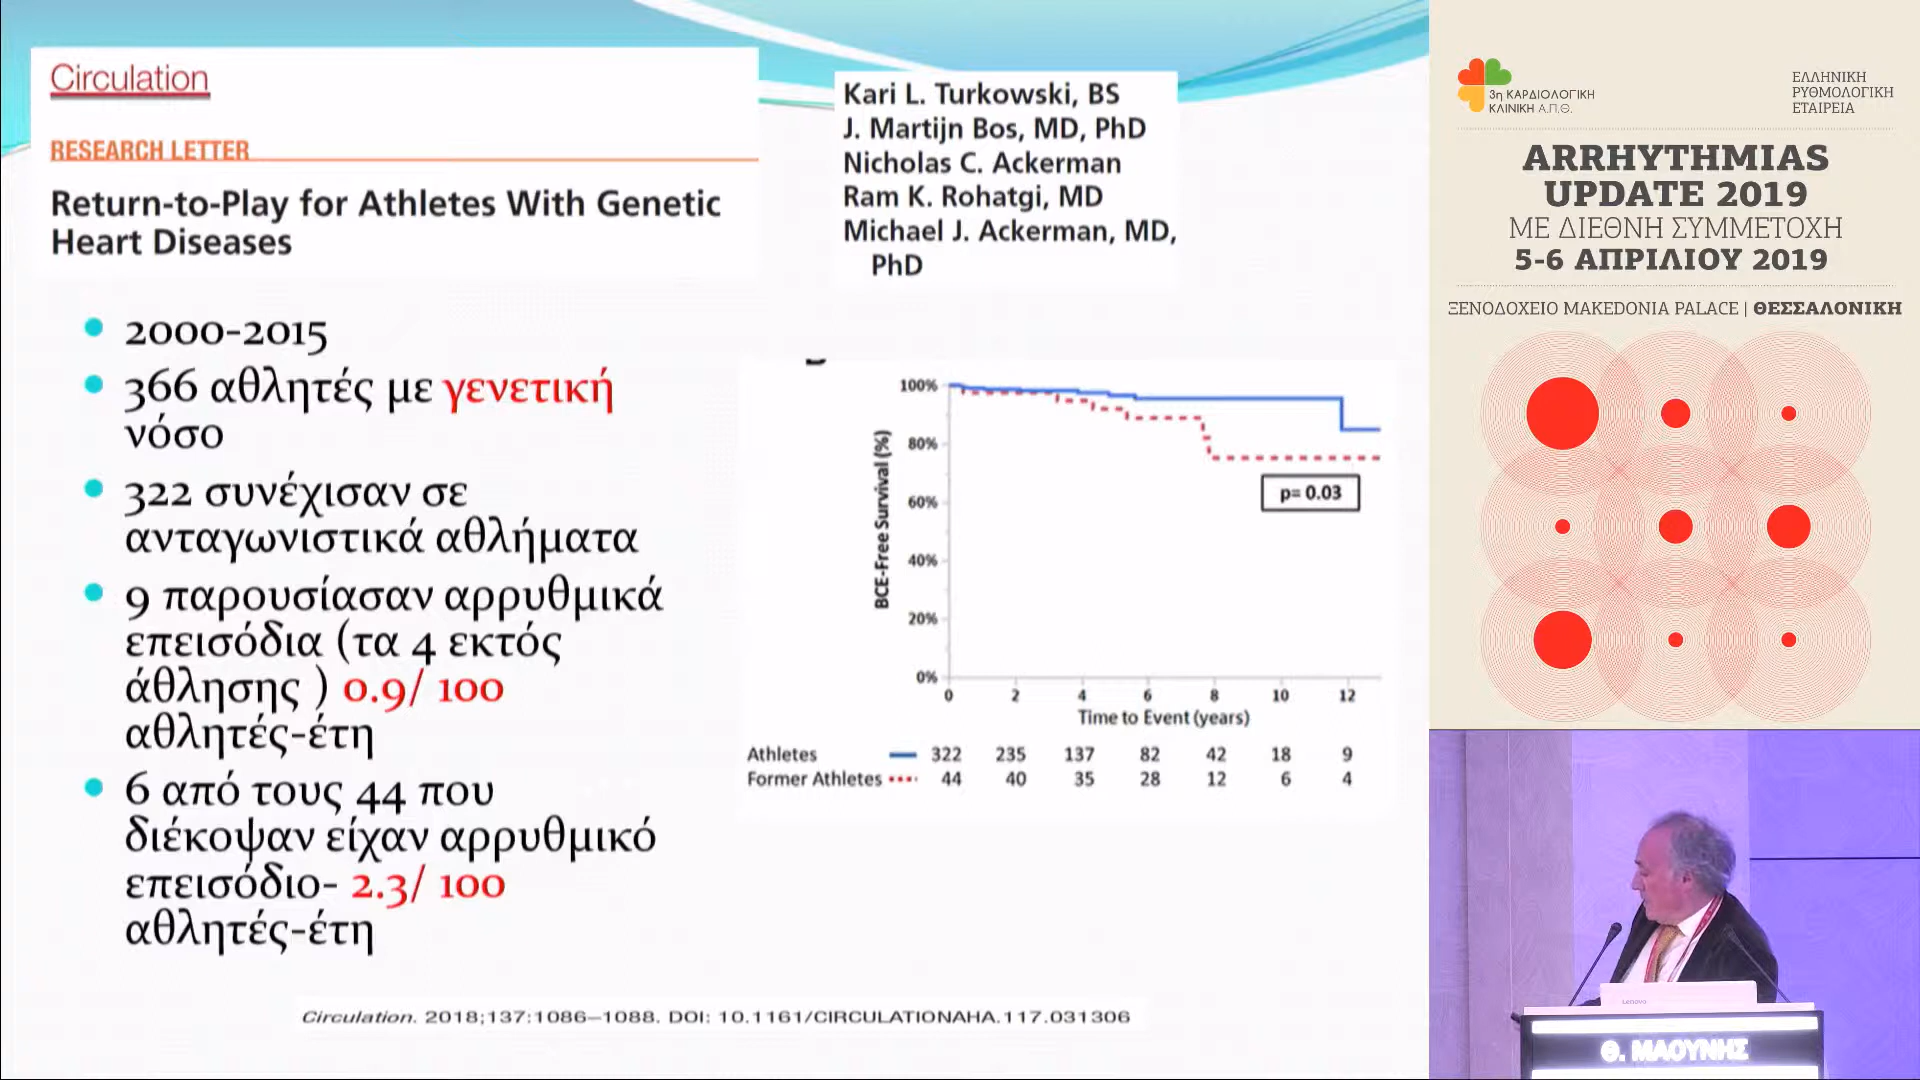 Circulation
RESEARCH LETTER
Return-to-Play for Athletes With Genetic
Heart Diseases
Kari L. Turkowski, BS
J. Martijn Bos, MD, PhD
Nicholas C. Ackerman
Ram K. Rohatgi, MD
Michael J. Ackerman, MD,
PhD
2000-2015
366 αθλητές με γενετική
νόσο
322 συνέχισαν σε
ανταγωνιστικά αθλήματα
9 παρουσίασαν αρρυθμικά
επεισόδια (τα 4 εκτός
άθλησης ) 0.9/ 100
αθλητές-έτη
6 από τους 44 που
διέκοψαν είχαν αρρυθμικό
επεισόδιο- 2.3/ 100
αθλητές-έτη
BCE-Free Survival (%)
100%
80%
60%
40%
20%
0%
p= 0.03
0 2 4 6 8 10 12
Time to Event (years)
Athletes 322 235 137 82 42 18 9
Former Athletes 44 40 35 28 12 6 4
Circulation. 2018;137:1086–1088. DOI: 10.1161/CIRCULATIONAHA.117.031306
3η ΚΑΡΔΙΟΛΟΓΙΚΗ
ΚΛΙΝΙΚΗ Α.Π.Θ.
ΕΛΛΗΝΙΚΗ
ΡΥΘΜΟΛΟΓΙΚΗ
ΕΤΑΙΡΕΙΑ
ARRHYTHMIAS
UPDATE 2019
ΜΕ ΔΙΕΘΝΗ ΣΥΜΜΕΤΟΧΗ
5-6 ΑΠΡΙΛΙΟΥ 2019
ΞΕΝΟΔΟΧΕΙΟ MAKEDONIA PALACE | ΘΕΣΣΑΛΟΝΙΚΗ
Lenovo
Θ. ΜΑΟΥΝΗΣ